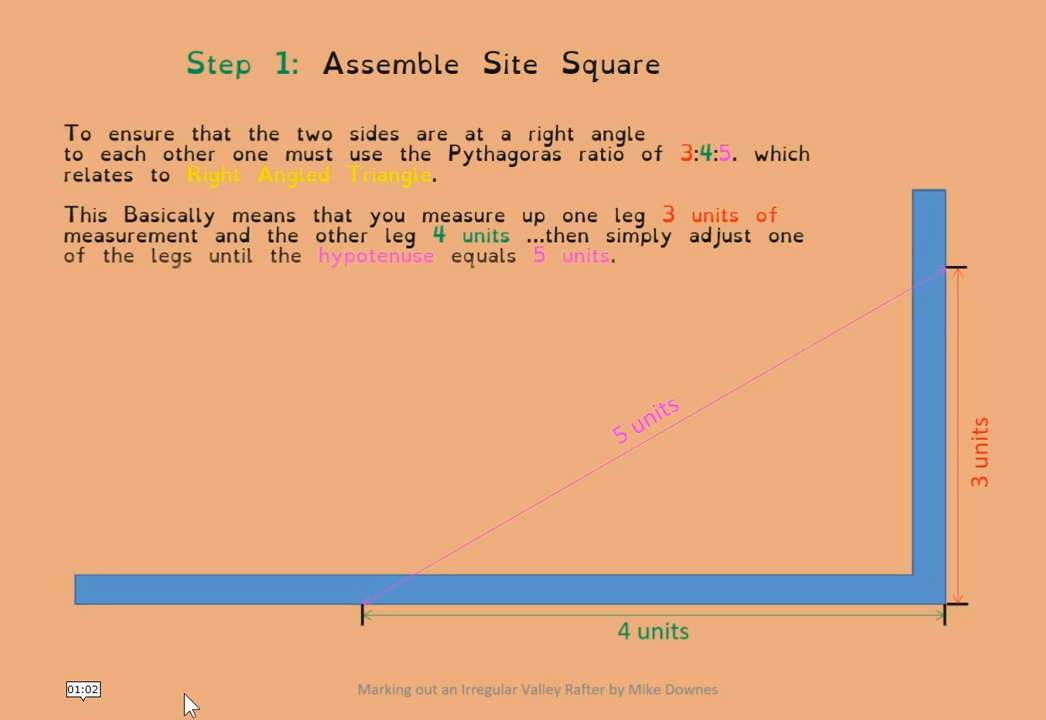 Step 1: Assemble Site Square
To ensure that the two sides are at a right angle
to each other one must use the Pythagoras ratio of 3:4:5. which
relates to Right Angled Triangle.
This Basically means that you measure up one leg 3 units of
measurement and the other leg 4 units ...then simply adjust one
of the legs until the hypotenuse equals 5 units.
5 units
3 units
4 units
01:02
Marking out an Irregular Valley Rafter by Mike Downes